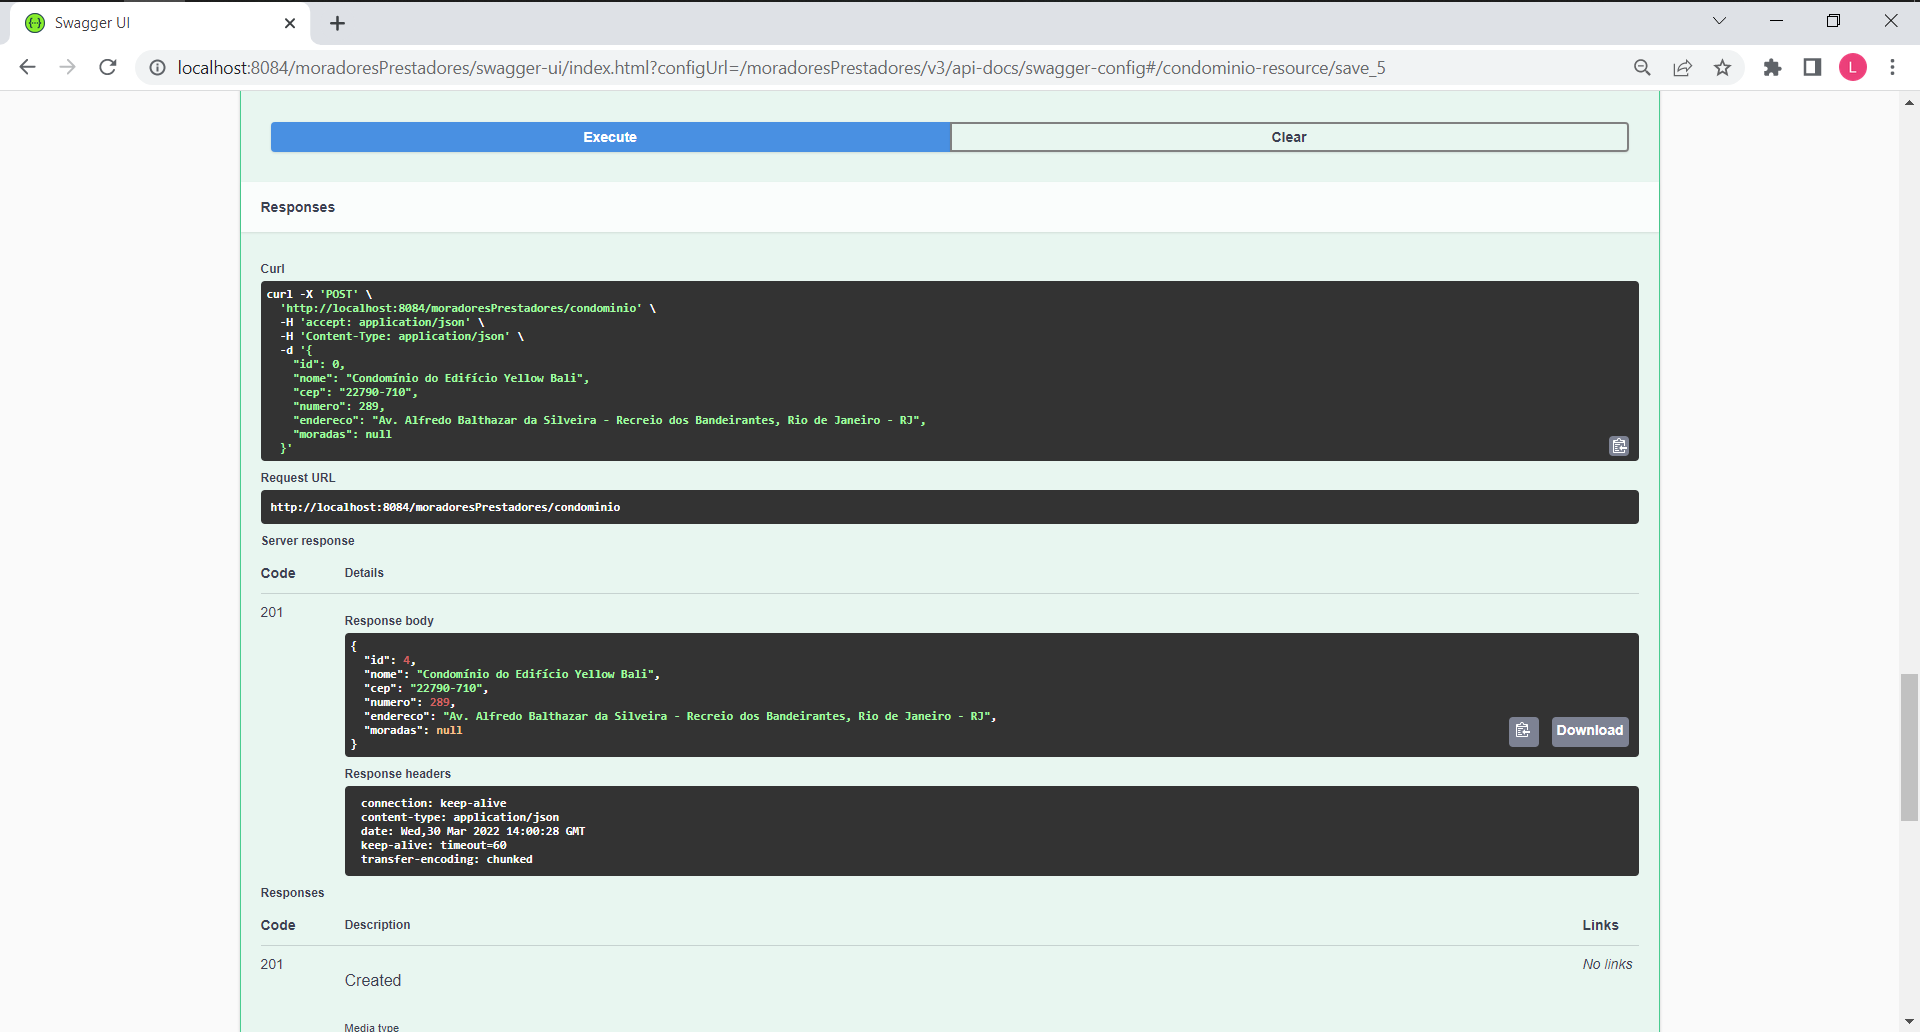 Swagger UI
localhost:8084/moradoresPrestadores/swagger-ui/index.html?configUrl=/moradoresPrestadores/v3/api-docs/swagger-config#/condominio-resource/save_5
L
Execute
Clear
Responses
Curl
curl -X 'POST' \
'http://localhost:8084/moradoresPrestadores/condominio' \
-H 'accept: application/json' \
-H 'Content-Type: application/json' \
-d '{
"id": 0,
"nome": "Condomínio do Edifício Yellow Bali",
"cep": "22790-710",
"numero": 289,
"endereco": "Av. Alfredo Balthazar da Silveira - Recreio dos Bandeirantes, Rio de Janeiro - RJ",
"moradas": null
}'
Request URL
http://localhost:8084/moradoresPrestadores/condominio
Server response
Code Details
201
Response body
{
"id": 4,
"nome": "Condomínio do Edifício Yellow Bali",
"cep": "22790-710",
"numero": 289,
"endereco": "Av. Alfredo Balthazar da Silveira - Recreio dos Bandeirantes, Rio de Janeiro - RJ",
"moradas": null
}
Download
Response headers
connection: keep-alive
content-type: application/json
date: Wed,30 Mar 2022 14:00:28 GMT
keep-alive: timeout=60
transfer-encoding: chunked
Responses
Code Description Links
201 No links
Created
Media type